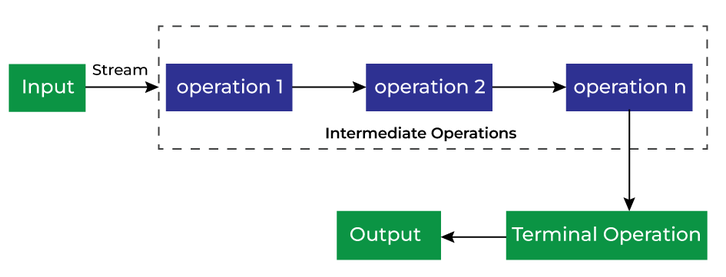 Input
Stream
operation 1
operation 2
operation n
Intermediate Operations
Output
Terminal Operation